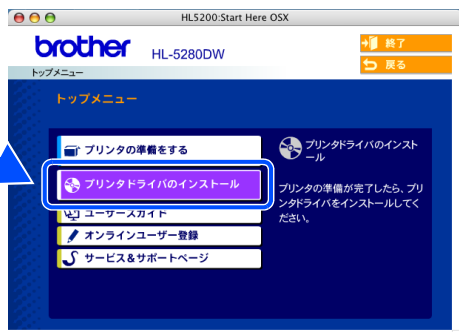 HL5200:Start Here OSX
brother
HL-5280DW
終了
戻る
トップメニュー
トップメニュー
プリンタの準備をする
プリンタドライバのインストール
ユーザーズガイド
オンラインユーザー登録
サービス&サポートページ
プリンタドライバのインスト
ール
プリンタの準備が完了したら、プリ
ンタドライバをインストールしてく
ださい。